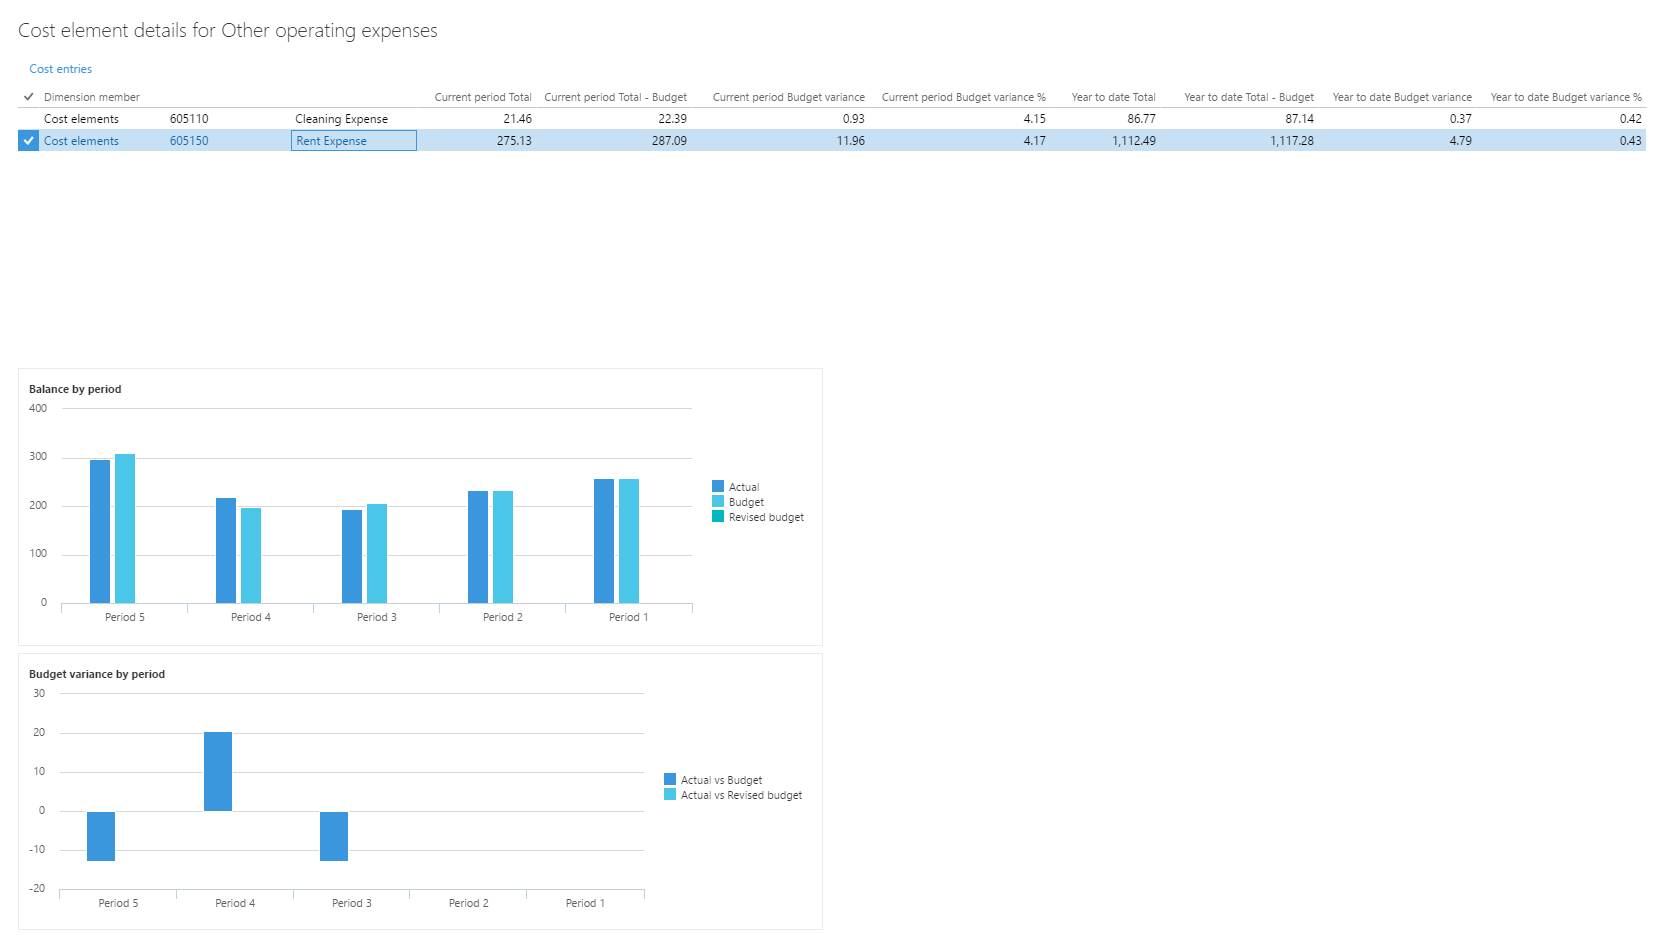 Cost element details for Other operating expenses
Cost entries
Dimension member Current period Total Current period Total - Budget Current period Budget variance Current period Budget variance % Year to date Total Year to date Total - Budget Year to date Budget variance Year to date Budget variance %
Cost elements 605110 Cleaning Expense 21.46 22.39 0.93 4.15 86.77 87.14 0.37 0.42
Cost elements 605150 Rent Expense 275.13 287.09 11.96 4.17 1,112.49 1,117.28 4.79 0.43
Balance by period
400
300
200
100
0
Period 5 Period 4 Period 3 Period 2 Period 1
Actual
Budget
Revised budget
Budget variance by period
30
20
10
0
-10
-20
Period 5 Period 4 Period 3 Period 2 Period 1
Actual vs Budget
Actual vs Revised budget